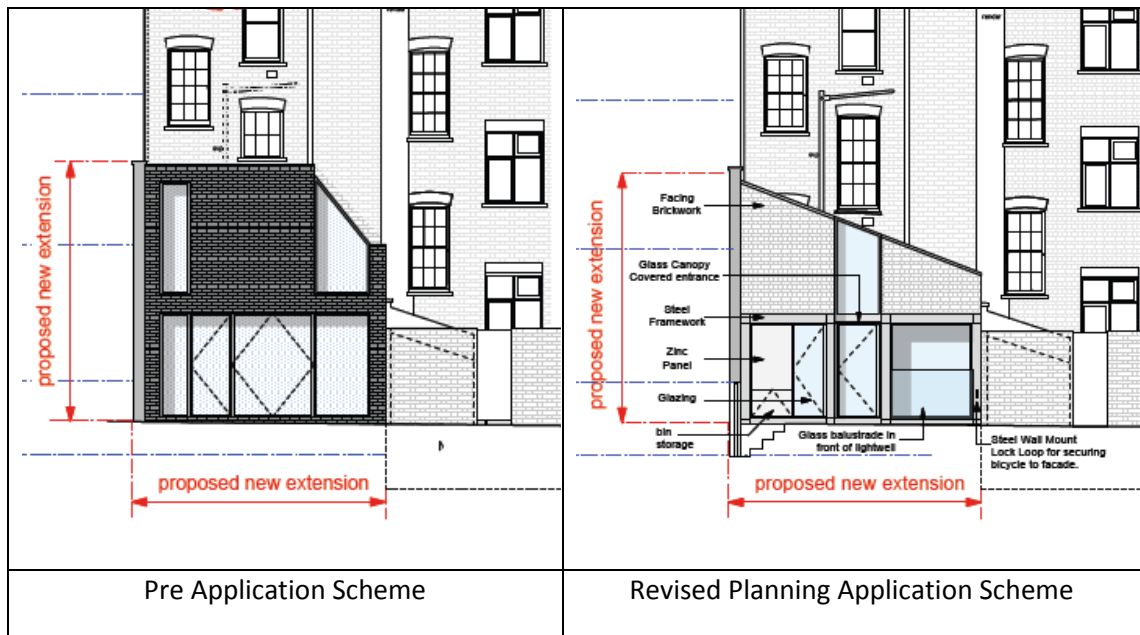 proposed new extension
proposed new extension
Pre Application Scheme
render
Facing
Brickwork
Glass Canopy
Covered entrance
Steel
Framework
Zinc
Panel
Glazing
bin
storage
Glass balustrade in
front of lightwell
Steel Wall Mount
Lock Loop for securing
bicycle to facade.
proposed new extension
proposed new extension
Revised Planning Application Scheme